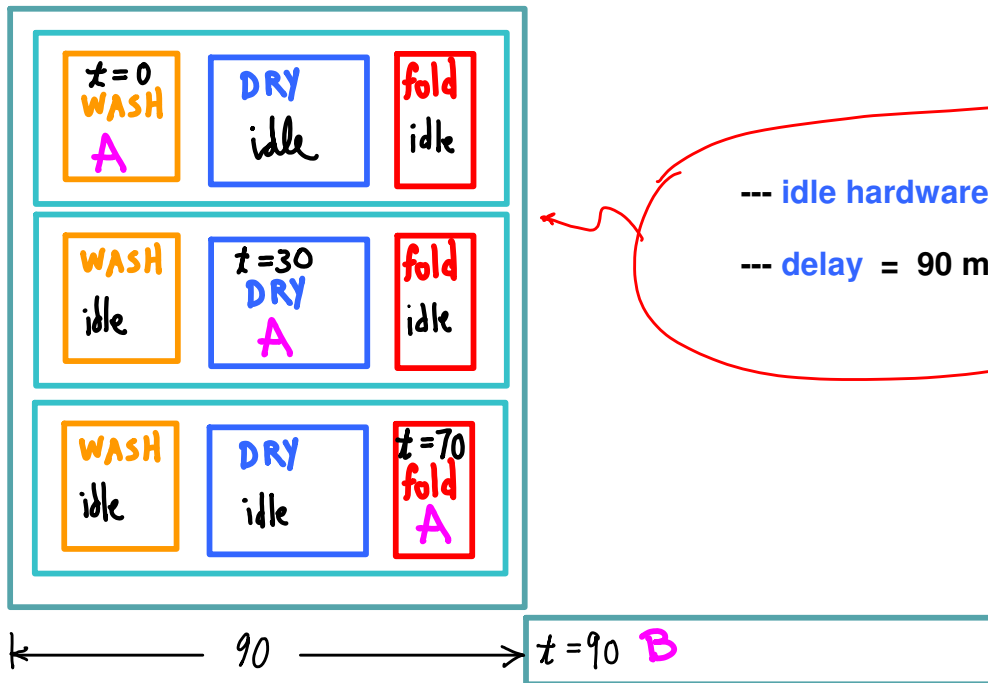 t=0
WASH
A
DRY
idle
fold
idle
WASH
idle
t=30
DRY
A
fold
idle
WASH
idle
DRY
idle
t=70
fold
A
--- idle hardware
--- delay = 90 m
90
t=90 B